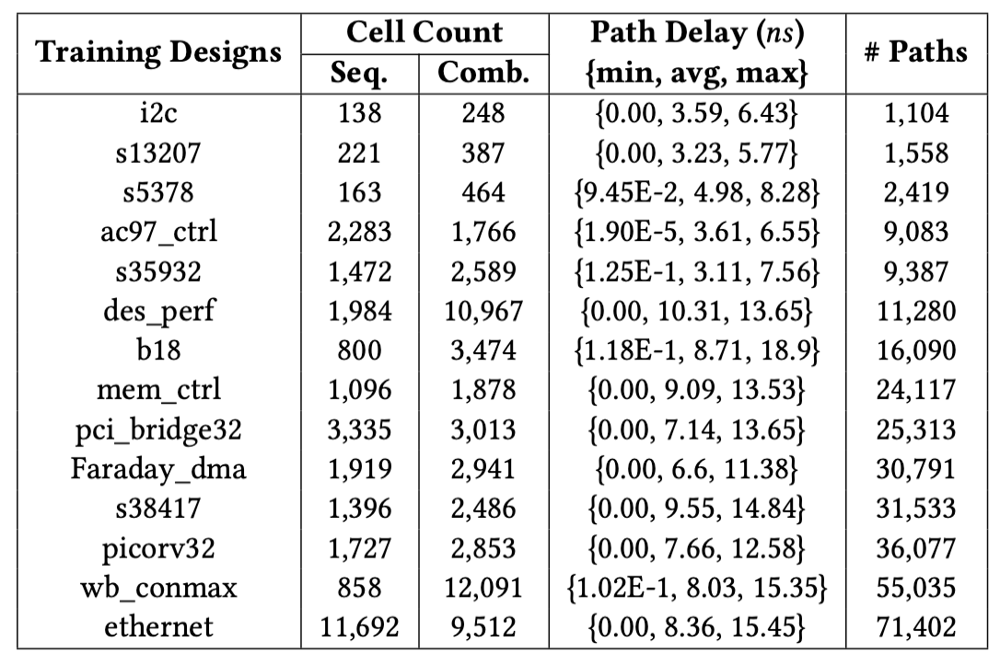 Training Designs Cell Count Path Delay (ns) # Paths
Seq. Comb. {min, avg, max}
i2c 138 248 {0.00, 3.59, 6.43} 1,104
s13207 221 387 {0.00, 3.23, 5.77} 1,558
s5378 163 464 {9.45E-2, 4.98, 8.28} 2,419
ac97_ctrl 2,283 1,766 {1.90E-5, 3.61, 6.55} 9,083
s35932 1,472 2,589 {1.25E-1, 3.11, 7.56} 9,387
des_perf 1,984 10,967 {0.00, 10.31, 13.65} 11,280
b18 800 3,474 {1.18E-1, 8.71, 18.9} 16,090
mem_ctrl 1,096 1,878 {0.00, 9.09, 13.53} 24,117
pci_bridge32 3,335 3,013 {0.00, 7.14, 13.65} 25,313
Faraday_dma 1,919 2,941 {0.00, 6.6, 11.38} 30,791
s38417 1,396 2,486 {0.00, 9.55, 14.84} 31,533
picorv32 1,727 2,853 {0.00, 7.66, 12.58} 36,077
wb_conmax 858 12,091 {1.02E-1, 8.03, 15.35} 55,035
ethernet 11,692 9,512 {0.00, 8.36, 15.45} 71,402